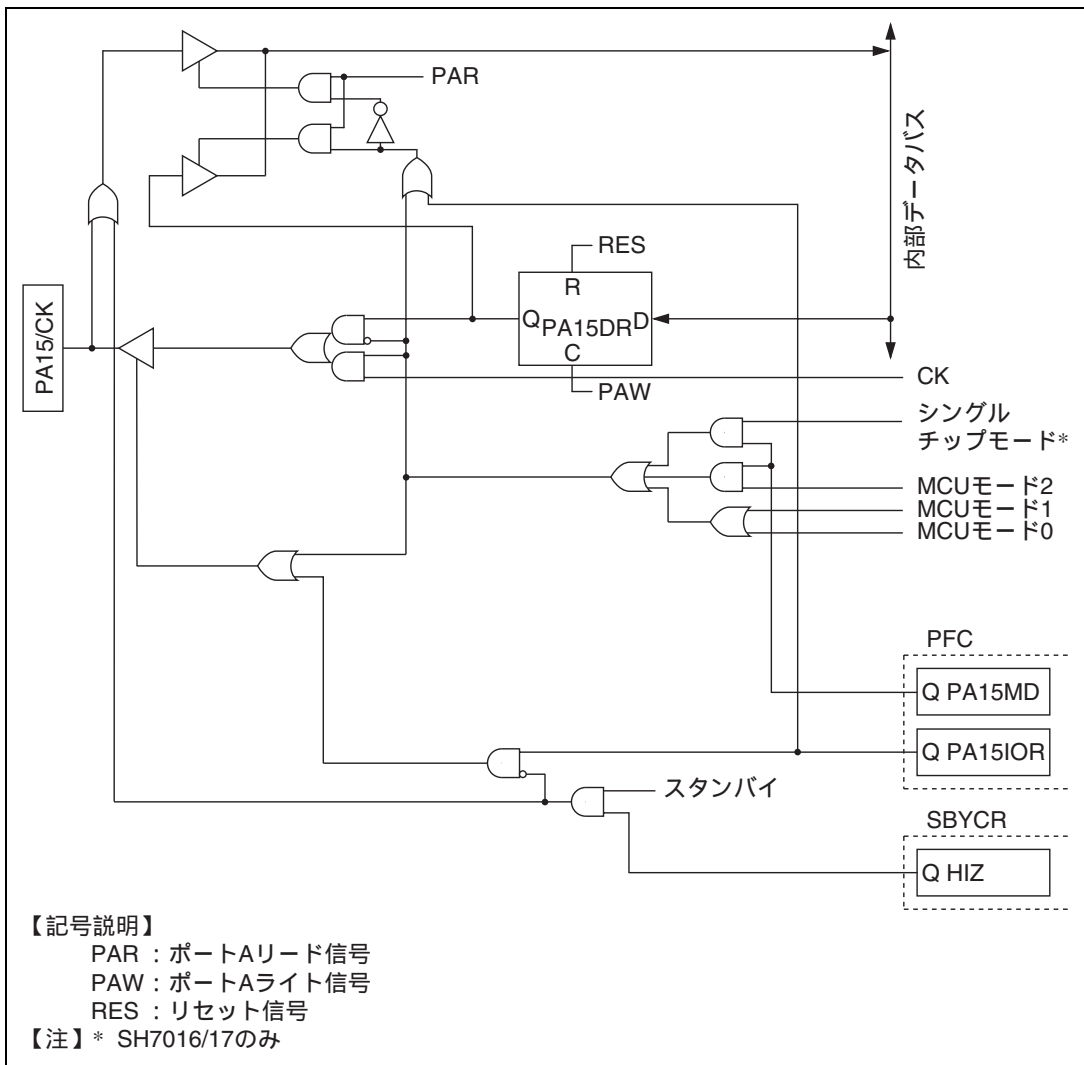 PAR
内部データバス
RES
R
Q PA15DR D
C
PAW
PA15/CK
CK
シングル
チップモード*
MCUモード2
MCUモード1
MCUモード0
PFC
Q PA15MD
Q PA15IOR
スタンバイ
SBYCR
Q HIZ
【記号説明】
PAR : ポートAリード信号
PAW : ポートAライト信号
RES : リセット信号
【注】* SH7016/17のみ